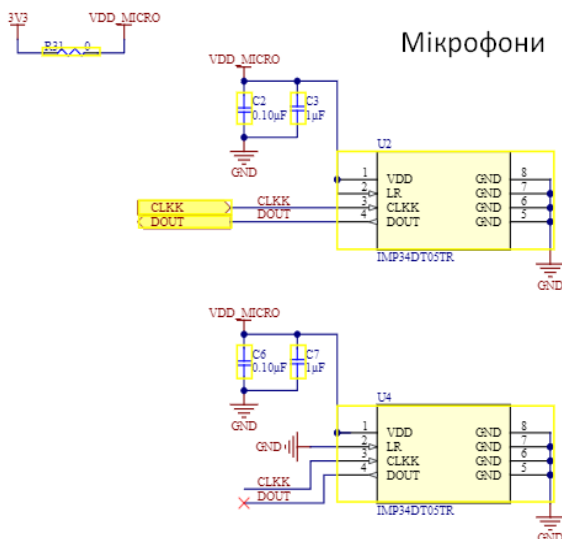 3V3 VDD_MICRO
R31 0
Мікрофони
VDD_MICRO
C2 C3
0.10µF 1µF
GND
U2
1 VDD GND 8
2 LR GND 7
CLKK CLKK 3 CLKK GND 6
DOUT DOUT 4 DOUT GND 5
IMP34DT05TR
GND
VDD_MICRO
C6 C7
0.10µF 1µF
GND
U4
1 VDD GND 8
GND 2 LR GND 7
3 CLKK GND 6
CLKK 4 DOUT GND 5
DOUT
IMP34DT05TR
GND